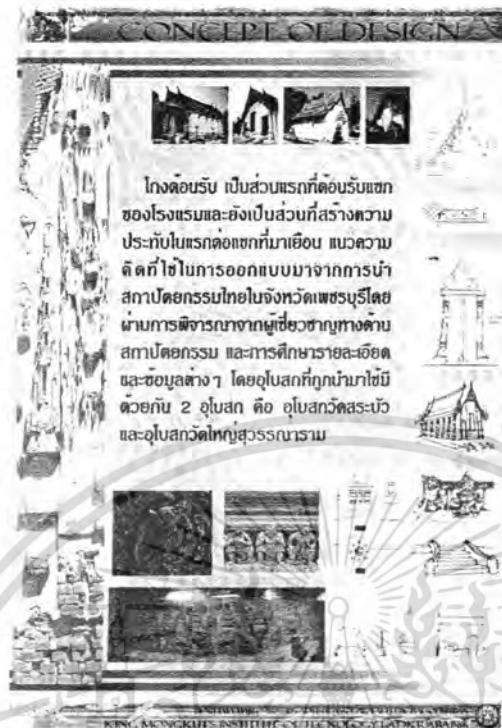 CONCEPT OF DESIGN
โถงต้อนรับ เป็นส่วนแรกที่ต้อนรับแขก
ของโรงแรมและยังเป็นส่วนที่สร้างความ
ประทับในแรกต่อแขกที่มาเยือน แนวความ
คิดที่ใช้ในการออกแบบมาจากการนำ
สถาปัตยกรรมไทยในจังหวัดเพชรบุรีโดย
ผ่านการพิจารณาจากผู้เชี่ยวชาญทางด้าน
สถาปัตยกรรม และการศึกษารายละเอียด
และข้อมูลต่าง ๆ โดยอุโบสถที่ถูกนำมาใช้มี
ด้วยกัน 2 อุโบสถ คือ อุโบสถวัดสระบัว
และอุโบสถวัดใหญ่สุวรรณาราม
KING MONGKUT'S INSTITUTE OF TECHNOLOGY LADKRABANG